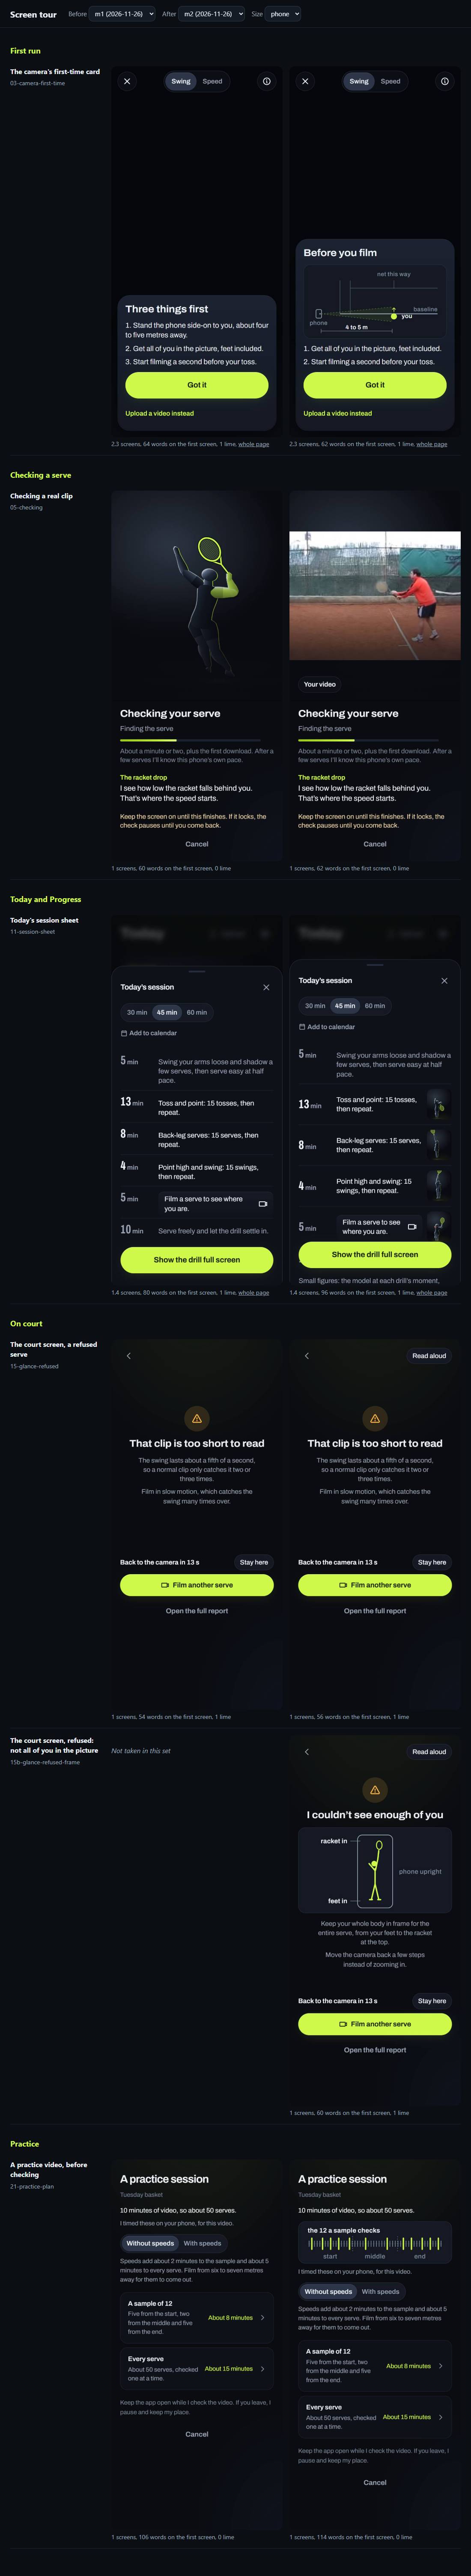 Screen tour
Before m1 (2026-11-26) After m2 (2026-11-26) Size phone
First run
The camera's first-time card
03-camera-first-time
Swing Speed
Three things first
1. Stand the phone side-on to you, about four
to five metres away.
2. Get all of you in the picture, feet included.
3. Start filming a second before your toss.
Got it
Upload a video instead
2.3 screens, 64 words on the first screen, 1 lime, whole page
Swing Speed
Before you film
net this way
baseline
you
phone
4 to 5 m
1. Get all of you in the picture, feet included.
2. Start filming a second before your toss.
Got it
Upload a video instead
2.3 screens, 62 words on the first screen, 1 lime, whole page
Checking a serve
Checking a real clip
05-checking
Checking your serve
Finding the serve
About a minute or two, plus the first download. After a
few serves I'll know this phone's own pace.
The racket drop
I see how low the racket falls behind you.
That's where the speed starts.
Keep the screen on until this finishes. If it locks, the
check pauses until you come back.
Cancel
1 screens, 60 words on the first screen, 0 lime
Your video
Checking your serve
Finding the serve
About a minute or two, plus the first download. After a
few serves I'll know this phone's own pace.
The racket drop
I see how low the racket falls behind you.
That's where the speed starts.
Keep the screen on until this finishes. If it locks, the
check pauses until you come back.
Cancel
1 screens, 62 words on the first screen, 0 lime
Today and Progress
Today's session sheet
11-session-sheet
Today
Today's session
30 min 45 min 60 min
Add to calendar
5 min Swing your arms loose and shadow a
few serves, then serve easy at half
pace.
13 min Toss and point: 15 tosses, then
repeat.
8 min Back-leg serves: 15 serves, then
repeat.
4 min Point high and swing: 15 swings,
then repeat.
5 min Film a serve to see where
you are.
10 min Serve freely and let the drill settle in.
Show the drill full screen
1.4 screens, 80 words on the first screen, 1 lime, whole page
Today
Today's session
30 min 45 min 60 min
Add to calendar
5 min Swing your arms loose and shadow a
few serves, then serve easy at half
pace.
13 min Toss and point: 15 tosses,
then repeat.
8 min Back-leg serves: 15 serves,
then repeat.
4 min Point high and swing: 15
swings, then repeat.
5 min Film a serve to see
where you are.
Show the drill full screen
Small figures: the model at each drill's moment,
1.4 screens, 96 words on the first screen, 1 lime, whole page
On court
The court screen, a refused
serve
15-glance-refused
That clip is too short to read
The swing lasts about a fifth of a second,
so a normal clip only catches it two or
three times.
Film in slow motion, which catches the
swing many times over.
Back to the camera in 13 s Stay here
Film another serve
Open the full report
1 screens, 54 words on the first screen, 1 lime
Read aloud
That clip is too short to read
The swing lasts about a fifth of a second,
so a normal clip only catches it two or
three times.
Film in slow motion, which catches the
swing many times over.
Back to the camera in 13 s Stay here
Film another serve
Open the full report
1 screens, 56 words on the first screen, 1 lime
The court screen, refused:
not all of you in the picture
15b-glance-refused-frame
Not taken in this set
Read aloud
I couldn't see enough of you
racket in
phone upright
feet in
Keep your whole body in frame for the
entire serve, from your feet to the racket
at the top.
Move the camera back a few steps
instead of zooming in.
Back to the camera in 13 s Stay here
Film another serve
Open the full report
1 screens, 60 words on the first screen, 1 lime
Practice
A practice video, before
checking
21-practice-plan
A practice session
Tuesday basket
10 minutes of video, so about 50 serves.
I timed these on your phone, for this video.
Without speeds With speeds
Speeds add about 2 minutes to the sample and about 5
minutes to every serve. Film from six to seven metres
away for them to come out.
A sample of 12
Five from the start, two
from the middle and five
from the end.
About 8 minutes
Every serve
About 50 serves, checked
one at a time.
About 15 minutes
Keep the app open while I check the video. If you leave, I
pause and keep my place.
Cancel
1 screens, 106 words on the first screen, 0 lime
A practice session
Tuesday basket
10 minutes of video, so about 50 serves.
the 12 a sample checks
start middle end
I timed these on your phone, for this video.
Without speeds With speeds
Speeds add about 2 minutes to the sample and about 5
minutes to every serve. Film from six to seven metres
away for them to come out.
A sample of 12
Five from the start, two
from the middle and five
from the end.
About 8 minutes
Every serve
About 50 serves, checked
one at a time.
About 15 minutes
Keep the app open while I check the video. If you leave, I
pause and keep my place.
Cancel
1 screens, 114 words on the first screen, 0 lime